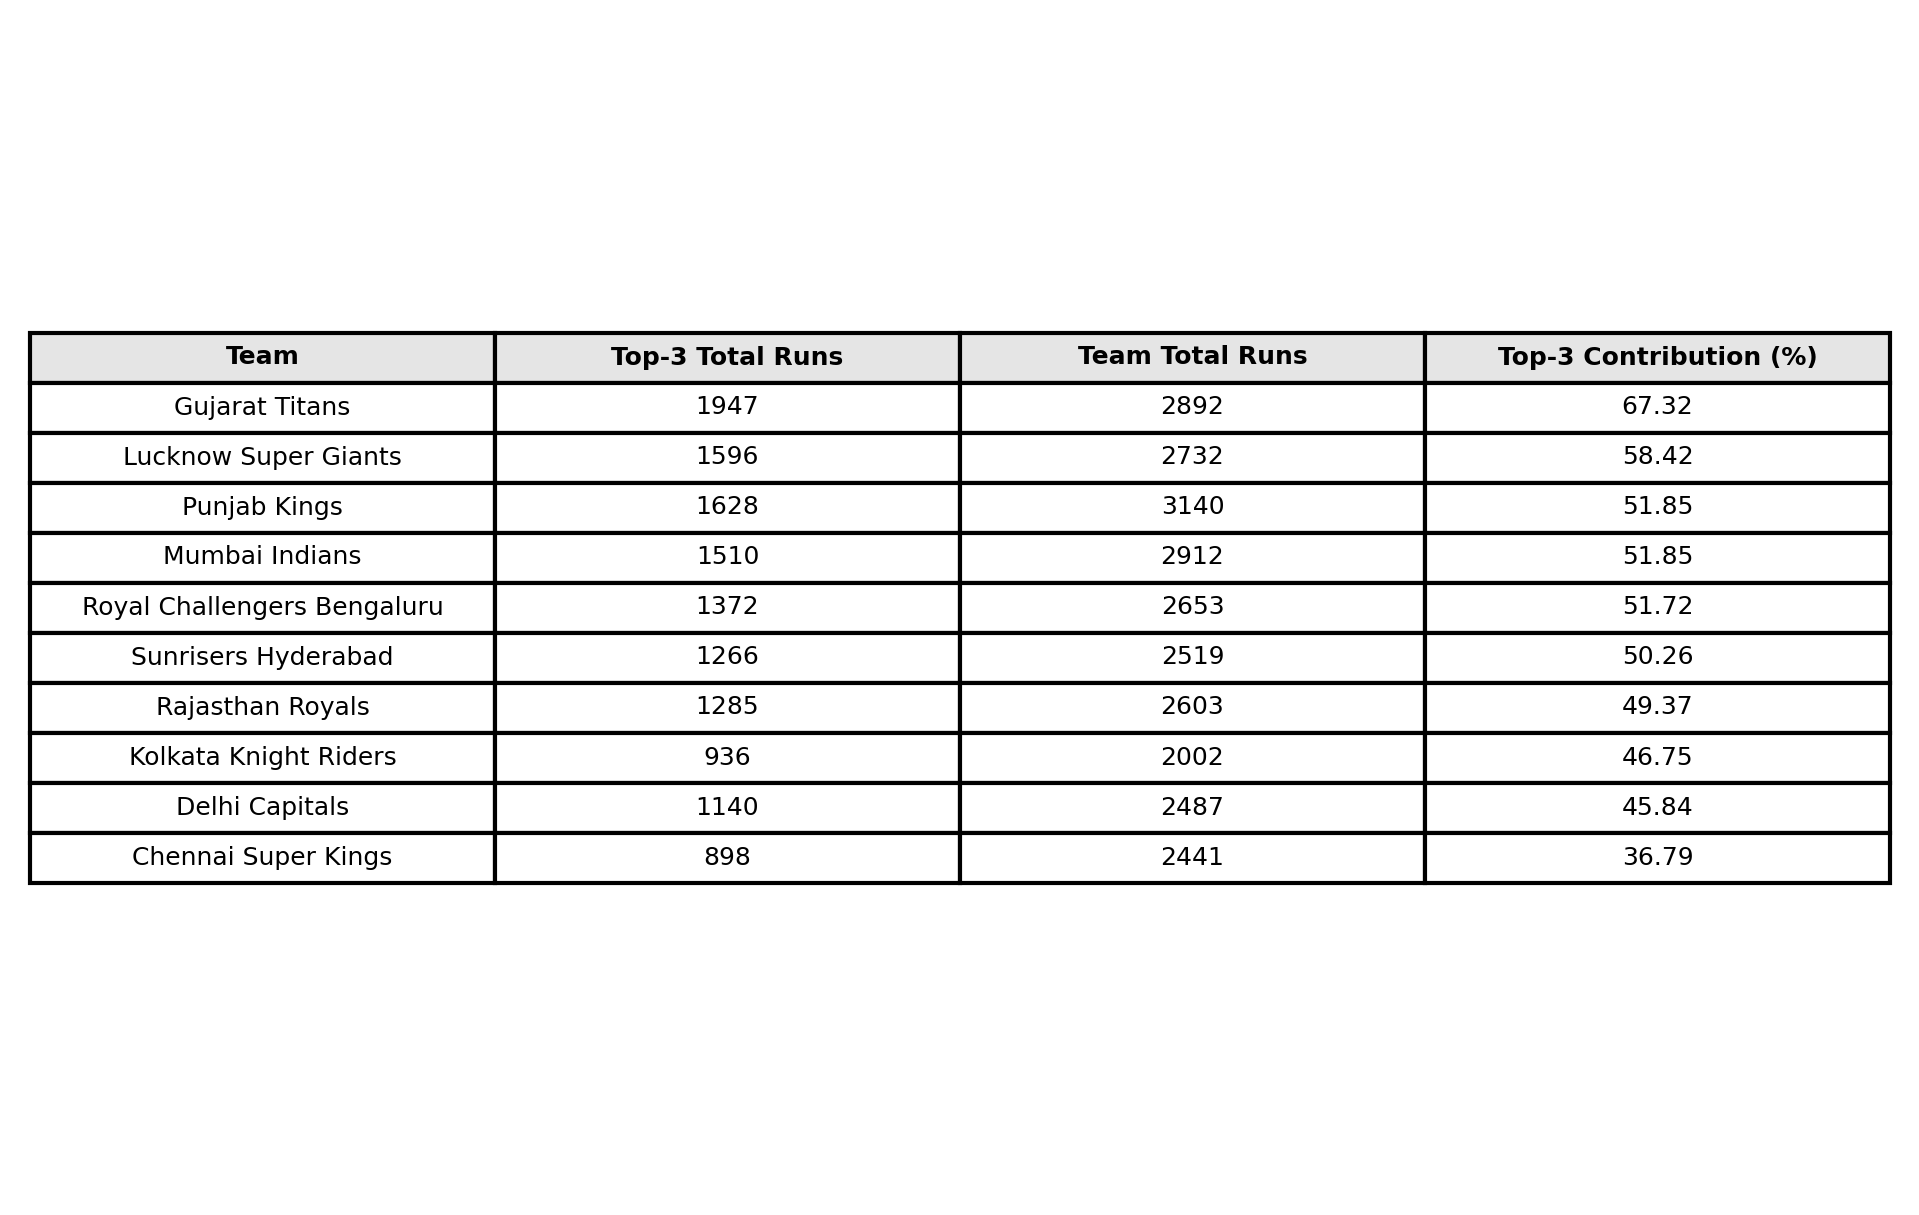 Team Top-3 Total Runs Team Total Runs Top-3 Contribution (%)
Gujarat Titans 1947 2892 67.32
Lucknow Super Giants 1596 2732 58.42
Punjab Kings 1628 3140 51.85
Mumbai Indians 1510 2912 51.85
Royal Challengers Bengaluru 1372 2653 51.72
Sunrisers Hyderabad 1266 2519 50.26
Rajasthan Royals 1285 2603 49.37
Kolkata Knight Riders 936 2002 46.75
Delhi Capitals 1140 2487 45.84
Chennai Super Kings 898 2441 36.79